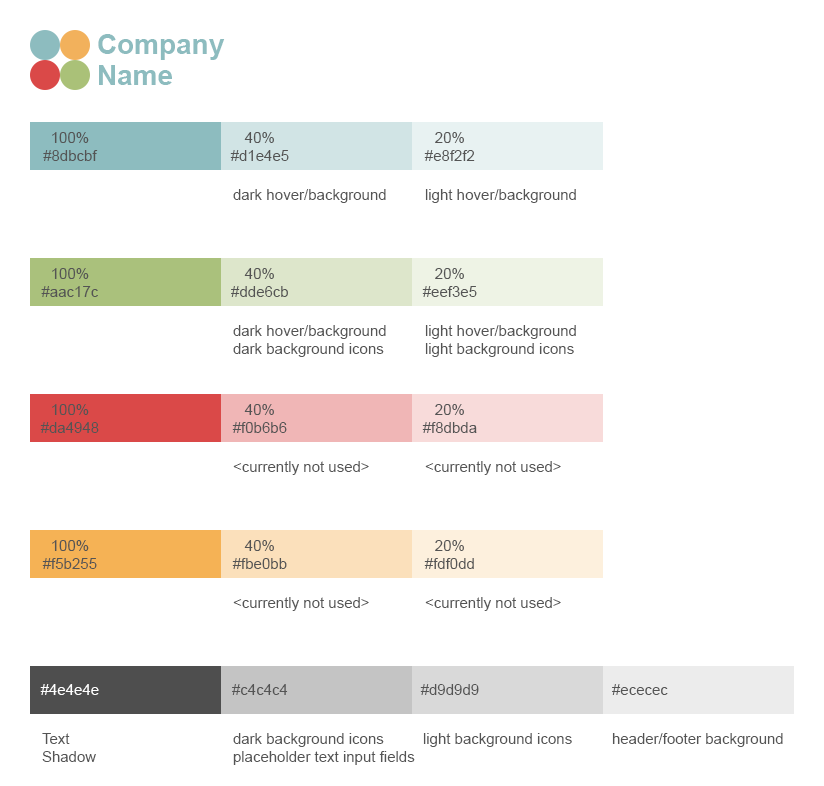 Company
Name
100% 40% 20%
#8dbcbf #d1e4e5 #e8f2f2
dark hover/background light hover/background
100% 40% 20%
#aac17c #dde6cb #eef3e5
dark hover/background light hover/background
dark background icons light background icons
100% 40% 20%
#da4948 #f0b6b6 #f8dbda
<currently not used> <currently not used>
100% 40% 20%
#f5b255 #fbe0bb #fdf0dd
<currently not used> <currently not used>
#4e4e4e #c4c4c4 #d9d9d9 #ececec
Text dark background icons light background icons header/footer background
Shadow placeholder text input fields